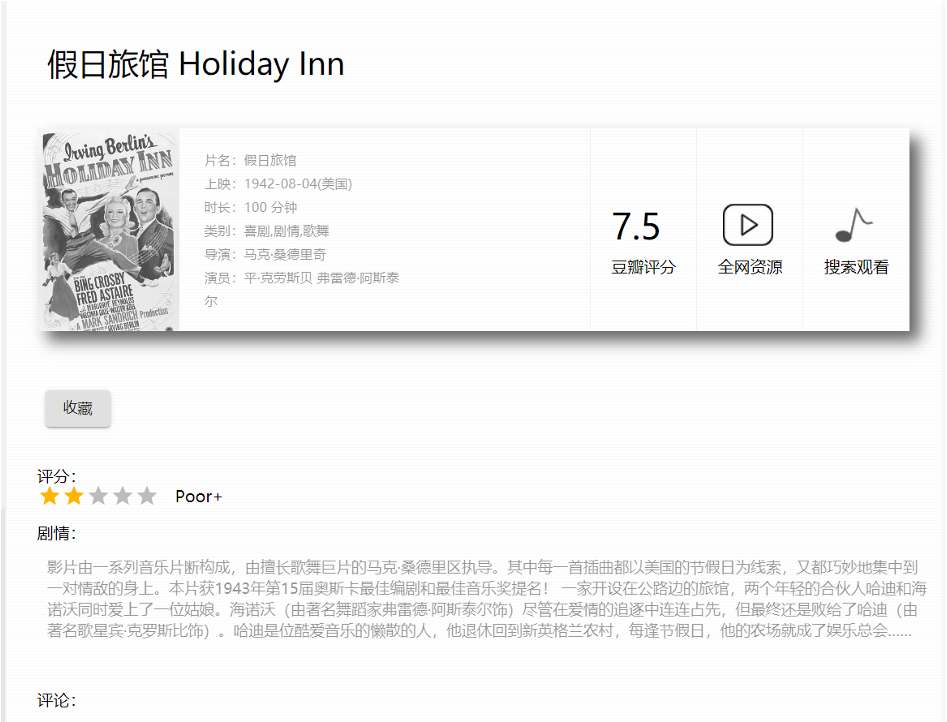 假日旅馆 Holiday Inn
Irving Berlin's
HOLIDAY INN
BING CROSBY
FRED ASTAIRE
A MARK SANDRICH Production
片名：假日旅馆
上映：1942-08-04(美国)
时长：100 分钟
类别：喜剧,剧情,歌舞
导演：马克·桑德里奇
演员：平·克劳斯贝 弗雷德·阿斯泰
尔
7.5
豆瓣评分
全网资源
搜索观看
收藏
评分：
Poor+
剧情：
影片由一系列音乐片断构成，由擅长歌舞巨片的马克·桑德里区执导。其中每一首插曲都以美国的节假日为线索，又都巧妙地集中到
一对情敌的身上。本片获1943年第15届奥斯卡最佳编剧和最佳音乐奖提名！ 一家开设在公路边的旅馆，两个年轻的合伙人哈迪和海
诺沃同时爱上了一位姑娘。海诺沃（由著名舞蹈家弗雷德·阿斯泰尔饰）尽管在爱情的追逐中连连占先，但最终还是败给了哈迪（由
著名歌星宾·克罗斯比饰）。哈迪是位酷爱音乐的懒散的人，他退休回到新英格兰农村，每逢节假日，他的农场就成了娱乐总会......
评论：